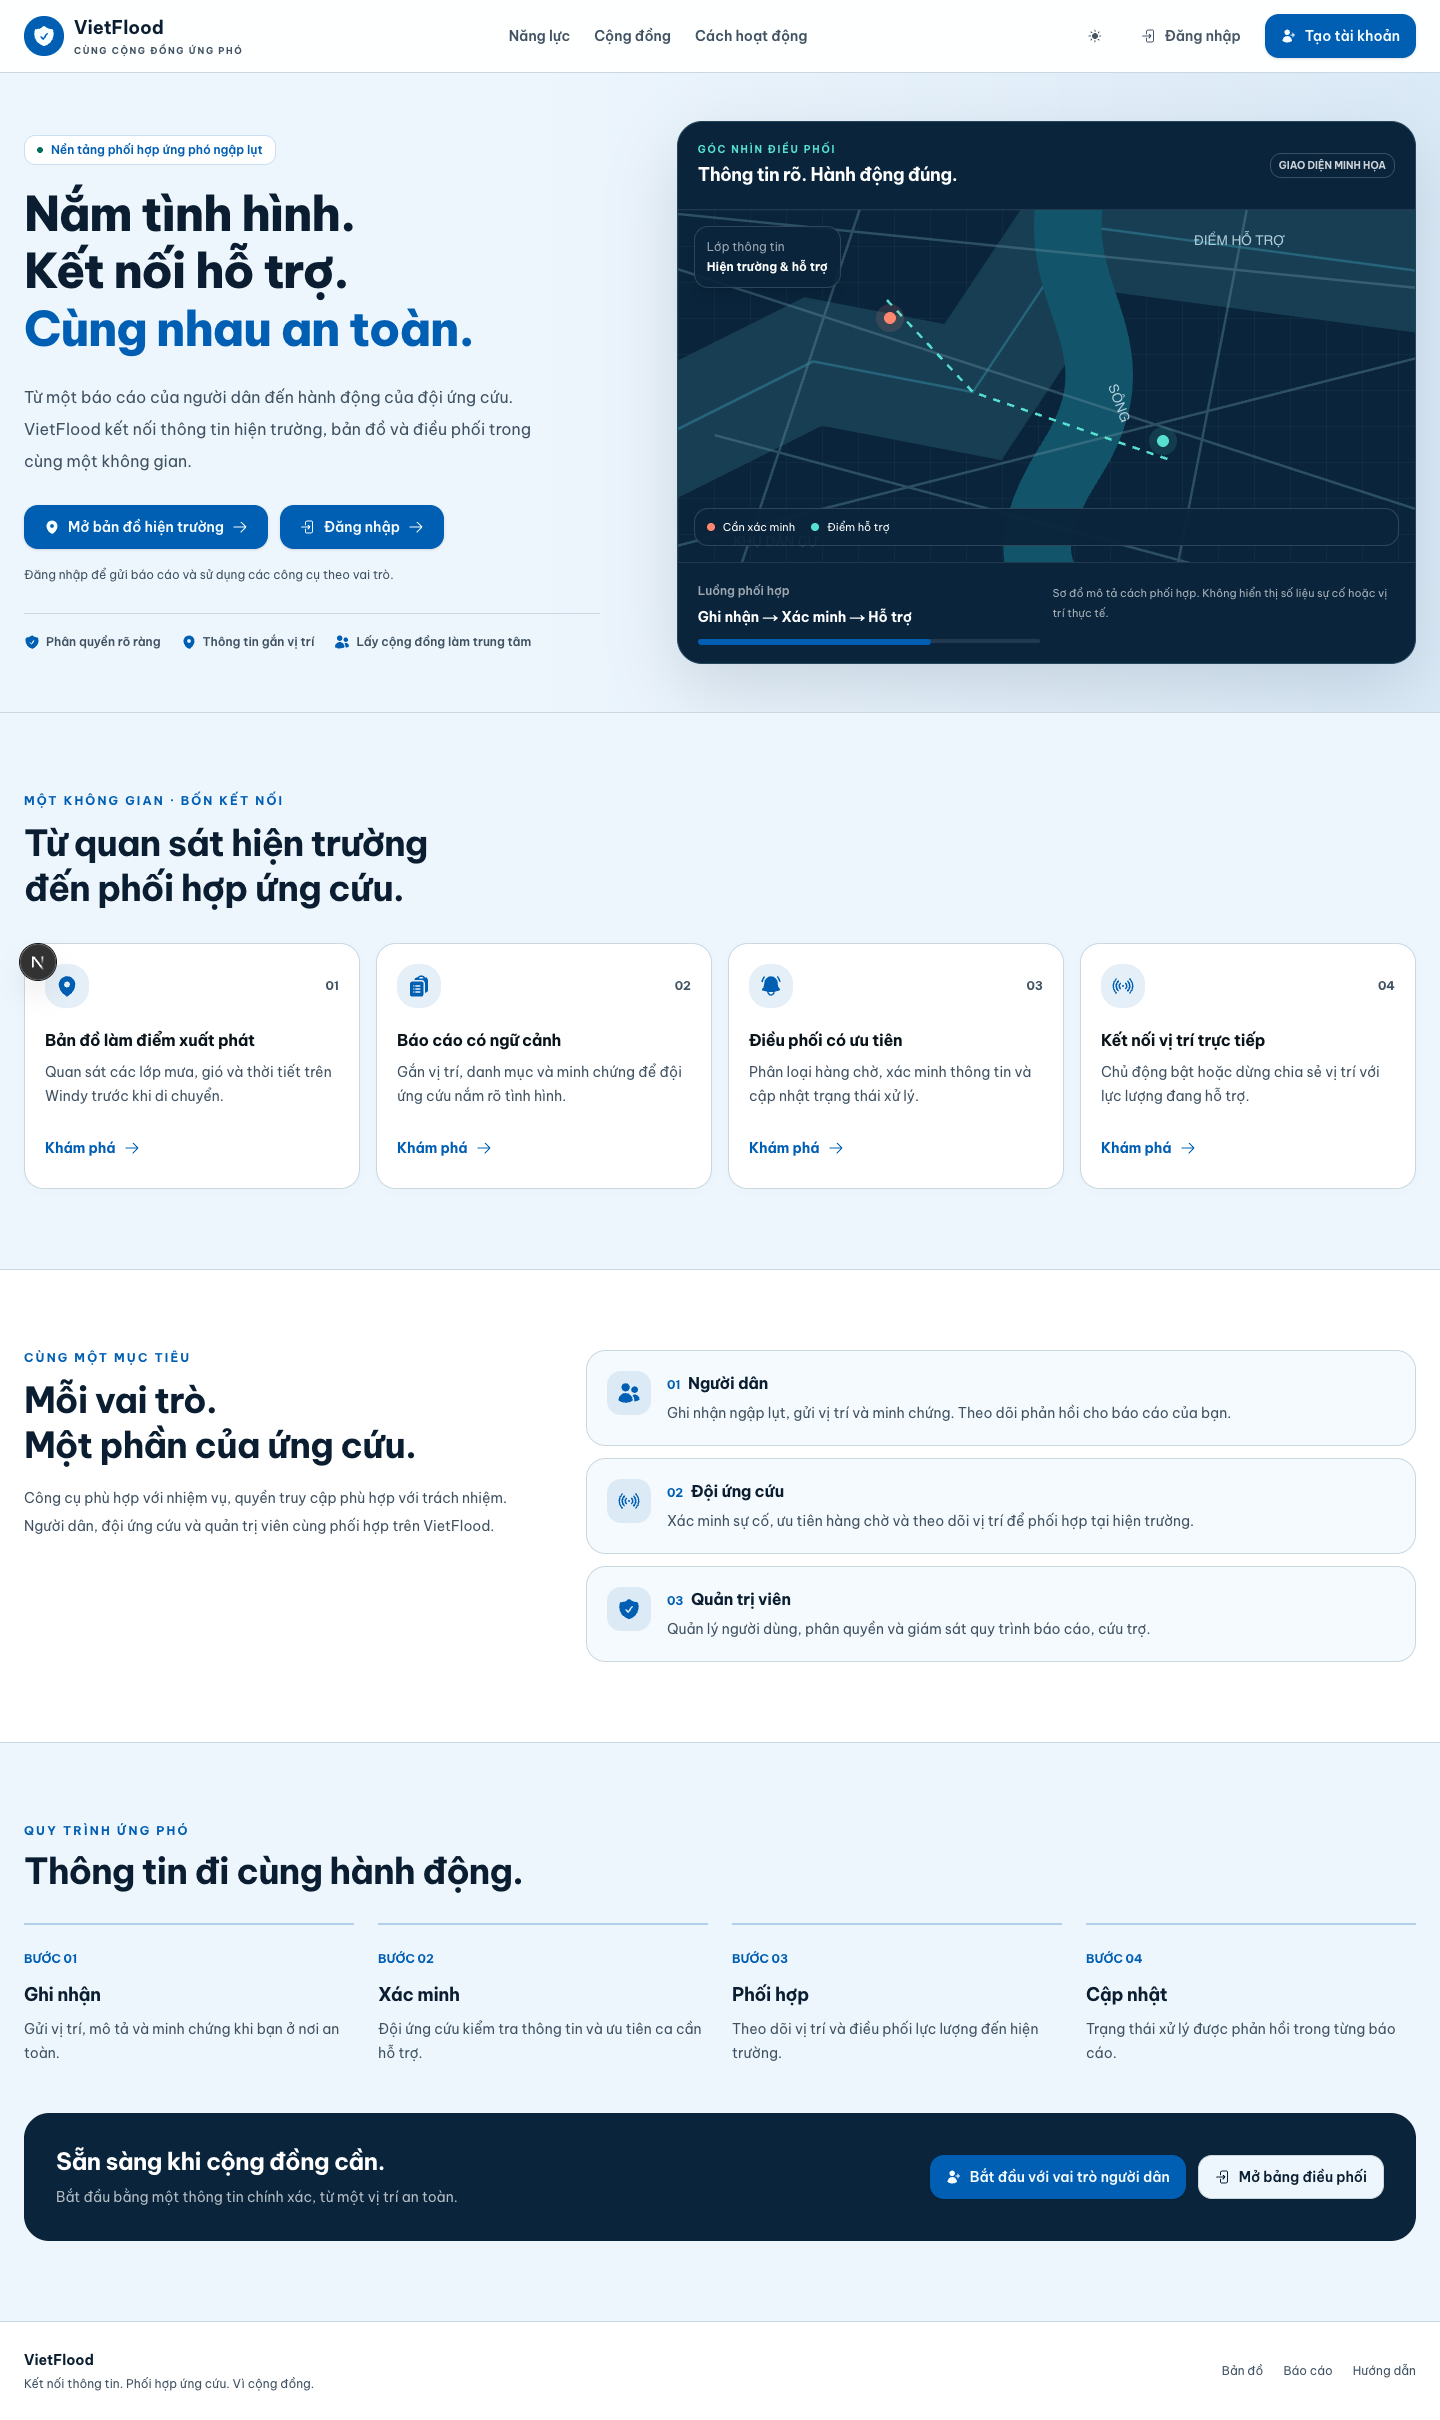 VietFlood
CÙNG CỘNG ĐỒNG ỨNG PHÓ
Năng lực
Cộng đồng
Cách hoạt động
Đăng nhập
Tạo tài khoản
Nền tảng phối hợp ứng phó ngập lụt
Nắm tình hình.
Kết nối hỗ trợ.
Cùng nhau an toàn.
Từ một báo cáo của người dân đến hành động của đội ứng cứu.
VietFlood kết nối thông tin hiện trường, bản đồ và điều phối trong
cùng một không gian.
Mở bản đồ hiện trường
Đăng nhập
Đăng nhập để gửi báo cáo và sử dụng các công cụ theo vai trò.
Phân quyền rõ ràng
Thông tin gắn vị trí
Lấy cộng đồng làm trung tâm
GÓC NHÌN ĐIỀU PHỐI
Thông tin rõ. Hành động đúng.
GIAO DIỆN MINH HỌA
Lớp thông tin
Hiện trường & hỗ trợ
ĐIỂM HỖ TRỢ
SÔNG
Cần xác minh
Điểm hỗ trợ
KHU DÂN CƯ
Luồng phối hợp
Ghi nhận → Xác minh → Hỗ trợ
Sơ đồ mô tả cách phối hợp. Không hiển thị số liệu sự cố hoặc vị
trí thực tế.
MỘT KHÔNG GIAN · BỐN KẾT NỐI
Từ quan sát hiện trường
đến phối hợp ứng cứu.
N
01
Bản đồ làm điểm xuất phát
Quan sát các lớp mưa, gió và thời tiết trên
Windy trước khi di chuyển.
Khám phá
02
Báo cáo có ngữ cảnh
Gắn vị trí, danh mục và minh chứng để đội
ứng cứu nắm rõ tình hình.
Khám phá
03
Điều phối có ưu tiên
Phân loại hàng chờ, xác minh thông tin và
cập nhật trạng thái xử lý.
Khám phá
04
Kết nối vị trí trực tiếp
Chủ động bật hoặc dừng chia sẻ vị trí với
lực lượng đang hỗ trợ.
Khám phá
CÙNG MỘT MỤC TIÊU
Mỗi vai trò.
Một phần của ứng cứu.
Công cụ phù hợp với nhiệm vụ, quyền truy cập phù hợp với trách nhiệm.
Người dân, đội ứng cứu và quản trị viên cùng phối hợp trên VietFlood.
01 Người dân
Ghi nhận ngập lụt, gửi vị trí và minh chứng. Theo dõi phản hồi cho báo cáo của bạn.
02 Đội ứng cứu
Xác minh sự cố, ưu tiên hàng chờ và theo dõi vị trí để phối hợp tại hiện trường.
03 Quản trị viên
Quản lý người dùng, phân quyền và giám sát quy trình báo cáo, cứu trợ.
QUY TRÌNH ỨNG PHÓ
Thông tin đi cùng hành động.
BƯỚC 01
Ghi nhận
Gửi vị trí, mô tả và minh chứng khi bạn ở nơi an
toàn.
BƯỚC 02
Xác minh
Đội ứng cứu kiểm tra thông tin và ưu tiên ca cần
hỗ trợ.
BƯỚC 03
Phối hợp
Theo dõi vị trí và điều phối lực lượng đến hiện
trường.
BƯỚC 04
Cập nhật
Trạng thái xử lý được phản hồi trong từng báo
cáo.
Sẵn sàng khi cộng đồng cần.
Bắt đầu bằng một thông tin chính xác, từ một vị trí an toàn.
Bắt đầu với vai trò người dân
Mở bảng điều phối
VietFlood
Kết nối thông tin. Phối hợp ứng cứu. Vì cộng đồng.
Bản đồ
Báo cáo
Hướng dẫn